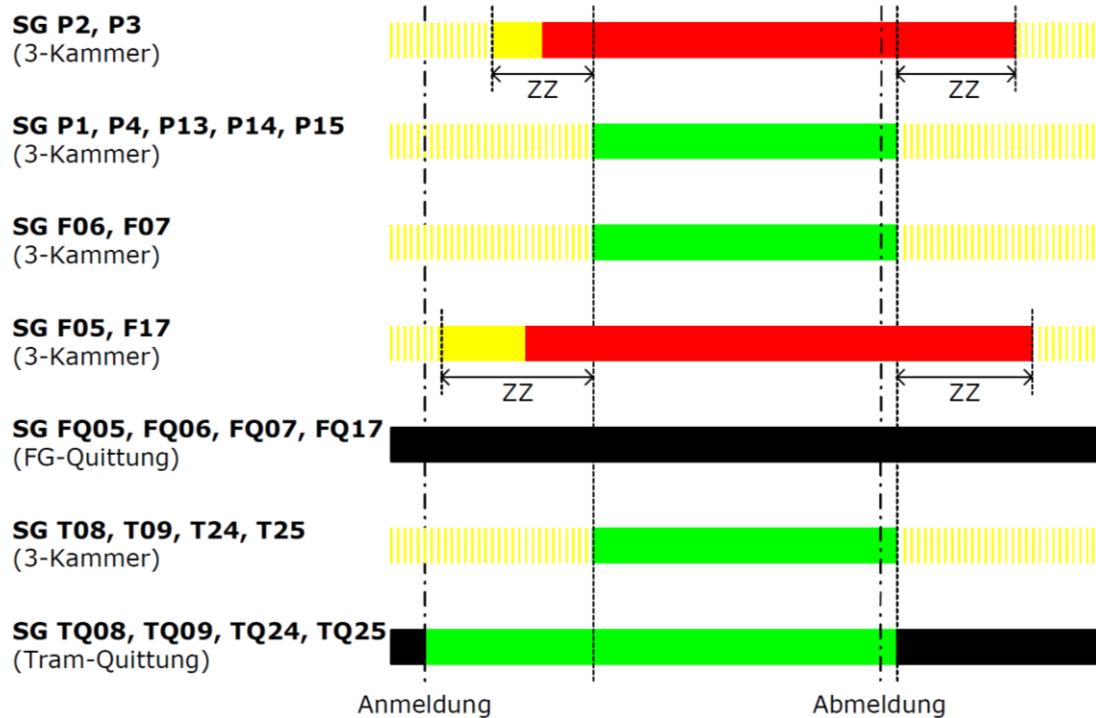 SG P2, P3
(3-Kammer)
ZZ
ZZ
SG P1, P4, P13, P14, P15
(3-Kammer)
SG F06, F07
(3-Kammer)
SG F05, F17
(3-Kammer)
ZZ
ZZ
SG FQ05, FQ06, FQ07, FQ17
(FG-Quittung)
SG T08, T09, T24, T25
(3-Kammer)
SG TQ08, TQ09, TQ24, TQ25
(Tram-Quittung)
Anmeldung
Abmeldung